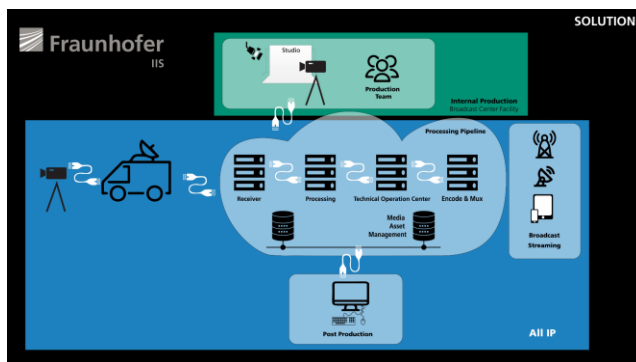 SOLUTION
Fraunhofer
IIS
Studio
Production
Team
Internal Production
Broadcast Center Facility
Processing Pipeline
Receiver
Processing
Technical Operation Center
Encode & Mux
Media
Asset
Management
Broadcast
Streaming
Post Production
All IP